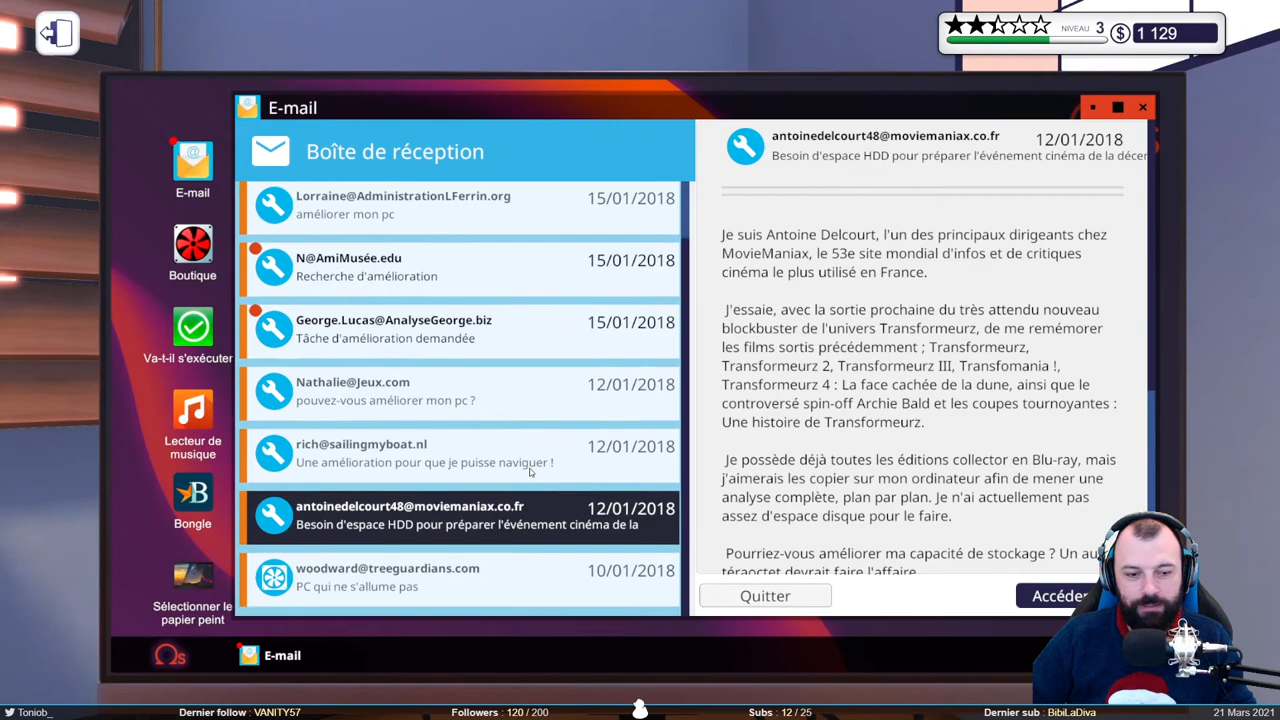 NIVEAU 3
$ 1 129
E-mail
Boîte de réception
Lorraine@AdministrationLFerrin.org 15/01/2018
améliorer mon pc
N@AmiMusée.edu 15/01/2018
Recherche d'amélioration
George.Lucas@AnalyseGeorge.biz 15/01/2018
Tâche d'amélioration demandée
Nathalie@Jeux.com 12/01/2018
pouvez-vous améliorer mon pc ?
rich@sailingmyboat.nl 12/01/2018
Une amélioration pour que je puisse naviguer !
antoinedelcourt48@moviemaniax.co.fr 12/01/2018
Besoin d'espace HDD pour préparer l'événement cinéma de la
woodward@treeguardians.com 10/01/2018
PC qui ne s'allume pas
antoinedelcourt48@moviemaniax.co.fr 12/01/2018
Besoin d'espace HDD pour préparer l'événement cinéma de la décer
Je suis Antoine Delcourt, l'un des principaux dirigeants chez
MovieManiax, le 53e site mondial d'infos et de critiques
cinéma le plus utilisé en France.
J'essaie, avec la sortie prochaine du très attendu nouveau
blockbuster de l'univers Transformeurz, de me remémorer
les films sortis précédemment ; Transformeurz,
Transformeurz 2, Transformeurz III, Transfomania !,
Transformeurz 4 : La face cachée de la dune, ainsi que le
controversé spin-off Archie Bald et les coupes tournoyantes :
Une histoire de Transformeurz.
Je possède déjà toutes les éditions collector en Blu-ray, mais
j'aimerais les copier sur mon ordinateur afin de mener une
analyse complète, plan par plan. Je n'ai actuellement pas
assez d'espace disque pour le faire.
Pourriez-vous améliorer ma capacité de stockage ? Un au
téraoctet devrait faire l'affaire.
Quitter
Accéder
E-mail
Boutique
Va-t-il s'exécuter
Lecteur de
musique
Bongle
Sélectionner le
papier peint
E-mail
Toniob_
Dernier follow : VANITY57
Followers : 120 / 200
Subs : 12 / 25
Dernier sub : BibiLaDiva
21 Mars 2021